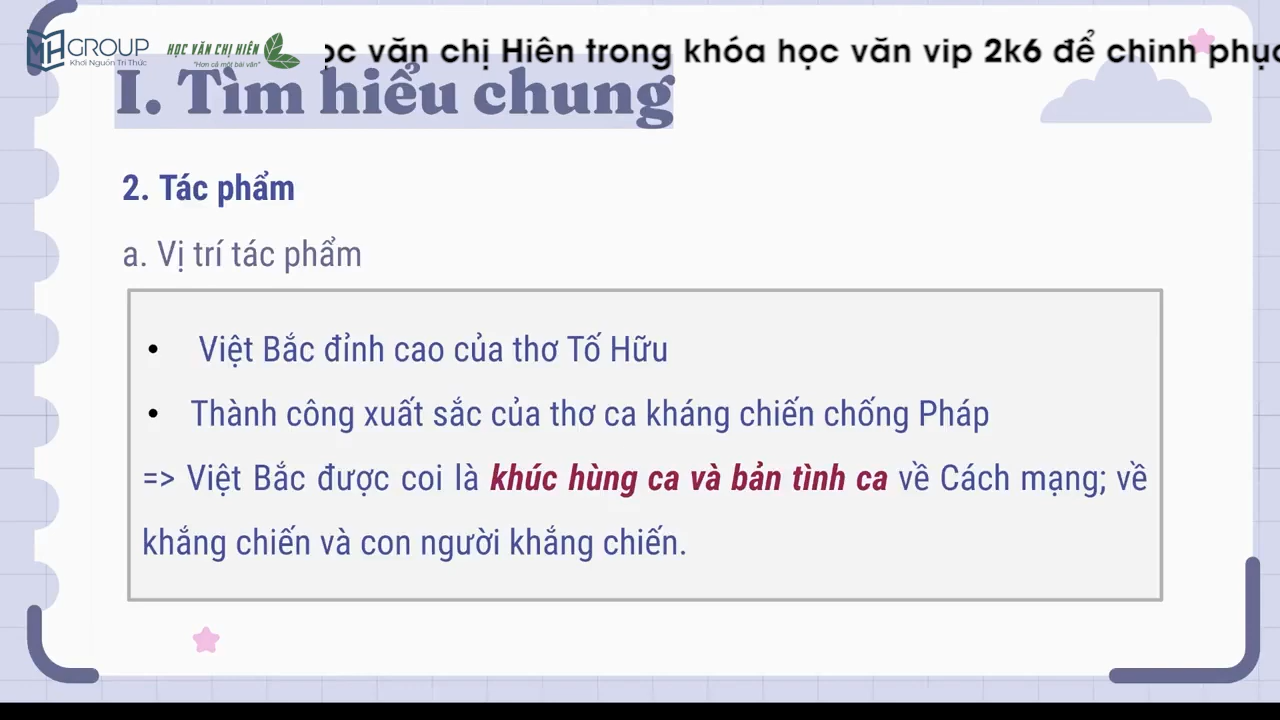 MH GROUP
Khơi Nguồn Tri Thức
HỌC VĂN CHỊ HIÊN
"Hơn cả một bài văn"
ọc văn chị Hiên trong khóa học văn vip 2k6 để chinh phục
I. Tìm hiểu chung
2. Tác phẩm
a. Vị trí tác phẩm
• Việt Bắc đỉnh cao của thơ Tố Hữu
• Thành công xuất sắc của thơ ca kháng chiến chống Pháp
=> Việt Bắc được coi là khúc hùng ca và bản tình ca về Cách mạng; về
khắng chiến và con người khắng chiến.